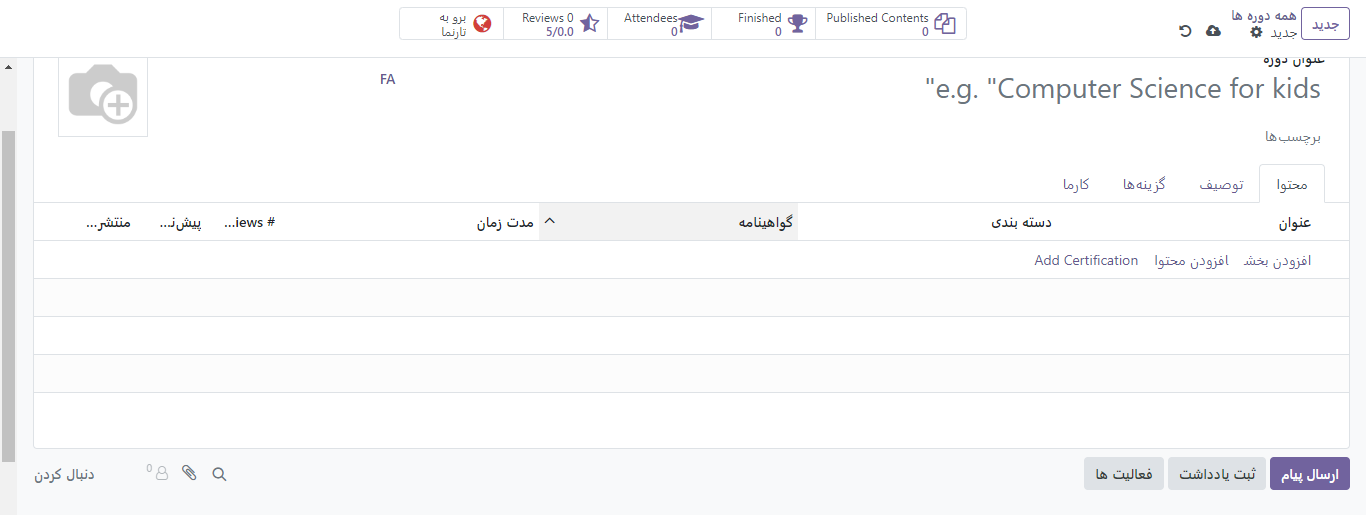 جدید
همه دوره ها
جدید
Published Contents
0
Finished
0
Attendees
0
Reviews 0
5/0.0
برو به
تارنما
عنوان دوره
e.g. "Computer Science for kids"
FA
برچسب‌ها
محتوا توصیف گزینه‌ها کارما
عنوان دسته بندی گواهینامه مدت زمان # iews... پیش‌نـ... منتشر...
افزودن بخش افزودن محتوا Add Certification
ارسال پیام ثبت یادداشت فعالیت ها 0 دنبال کردن